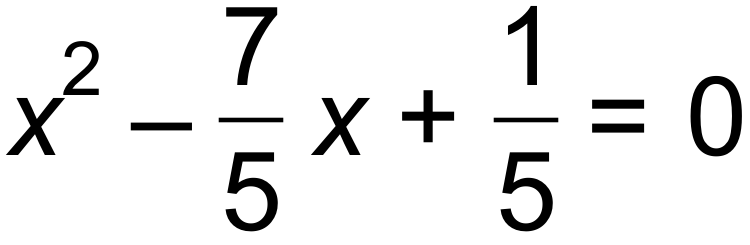 x² – 7/5 x + 1/5 = 0